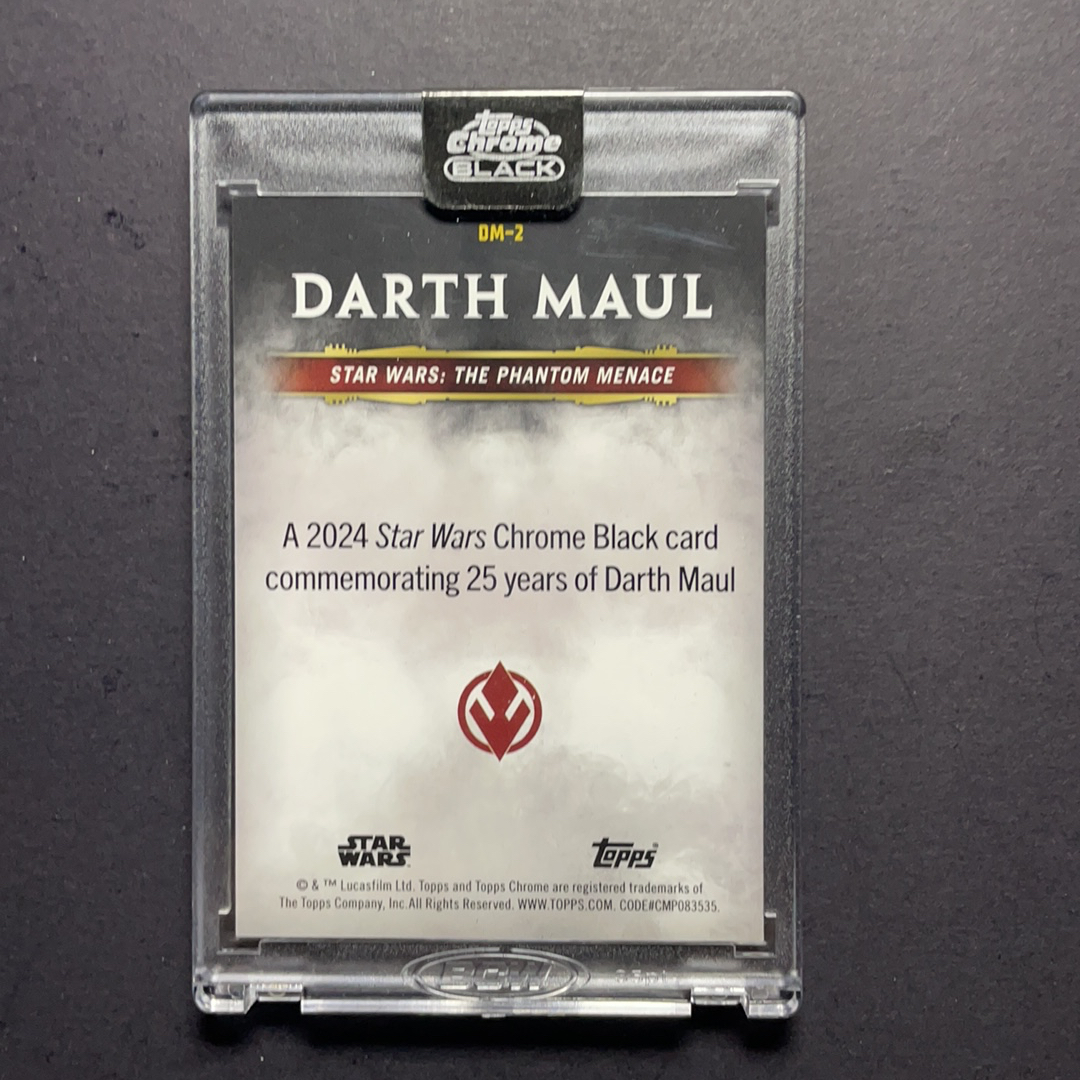 Topps
Chrome
BLACK
DM-2
DARTH MAUL
STAR WARS: THE PHANTOM MENACE
A 2024 Star Wars Chrome Black card
commemorating 25 years of Darth Maul
STAR
WARS
Topps
© & ™ Lucasfilm Ltd. Topps and Topps Chrome are registered trademarks of
The Topps Company, Inc.All Rights Reserved. WWW.TOPPS.COM. CODE#CMP083535.
BCW